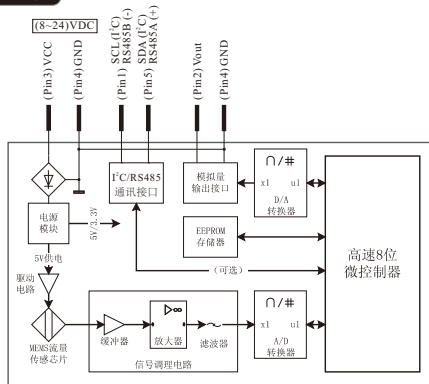 (8~24)VDC
(Pin3) VCC
(Pin4) GND
(Pin1) SCL(I²C) RS485B(-)
(Pin5) SDA(I²C) RS485A(+)
(Pin2) Vout
(Pin4) GND
I²C/RS485
通讯接口
模拟量
输出接口
∩/#
x1 u1
D/A
转换器
电源
模块
5V/3.3V
EEPROM
存储器
高速8位
微控制器
5V供电
(可选)
驱动
电路
缓冲器
▷∞
放大器
滤波器
∩/#
x1 u1
A/D
转换器
MEMS流量
传感芯片
信号调理电路